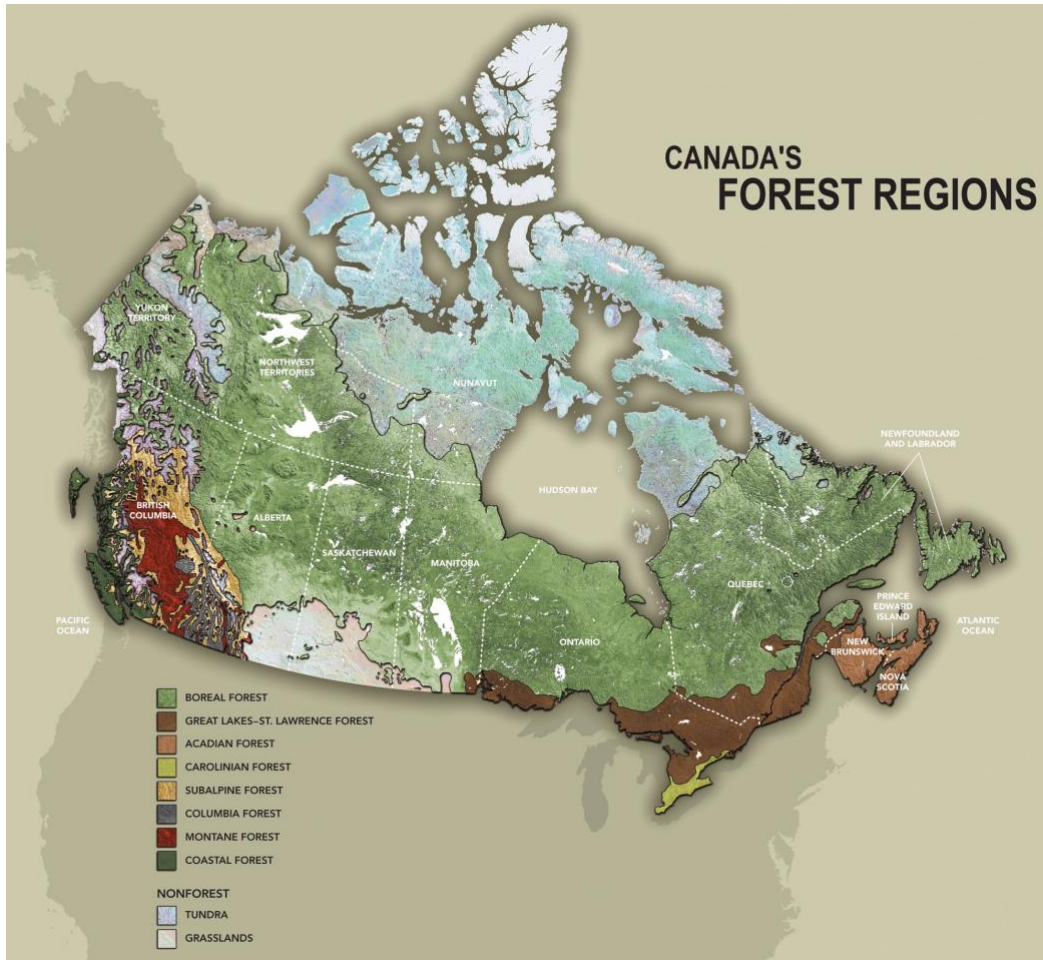 CANADA'S
FOREST REGIONS
YUKON
TERRITORY
NORTHWEST
TERRITORIES
NUNAVUT
NEWFOUNDLAND
AND LABRADOR
HUDSON BAY
BRITISH
COLUMBIA
ALBERTA
SASKATCHEWAN
MANITOBA
QUEBEC
PRINCE
EDWARD
ISLAND
PACIFIC
OCEAN
ATLANTIC
OCEAN
ONTARIO
NEW
BRUNSWICK
NOVA
SCOTIA
BOREAL FOREST
GREAT LAKES–ST. LAWRENCE FOREST
ACADIAN FOREST
CAROLINIAN FOREST
SUBALPINE FOREST
COLUMBIA FOREST
MONTANE FOREST
COASTAL FOREST
NONFOREST
TUNDRA
GRASSLANDS